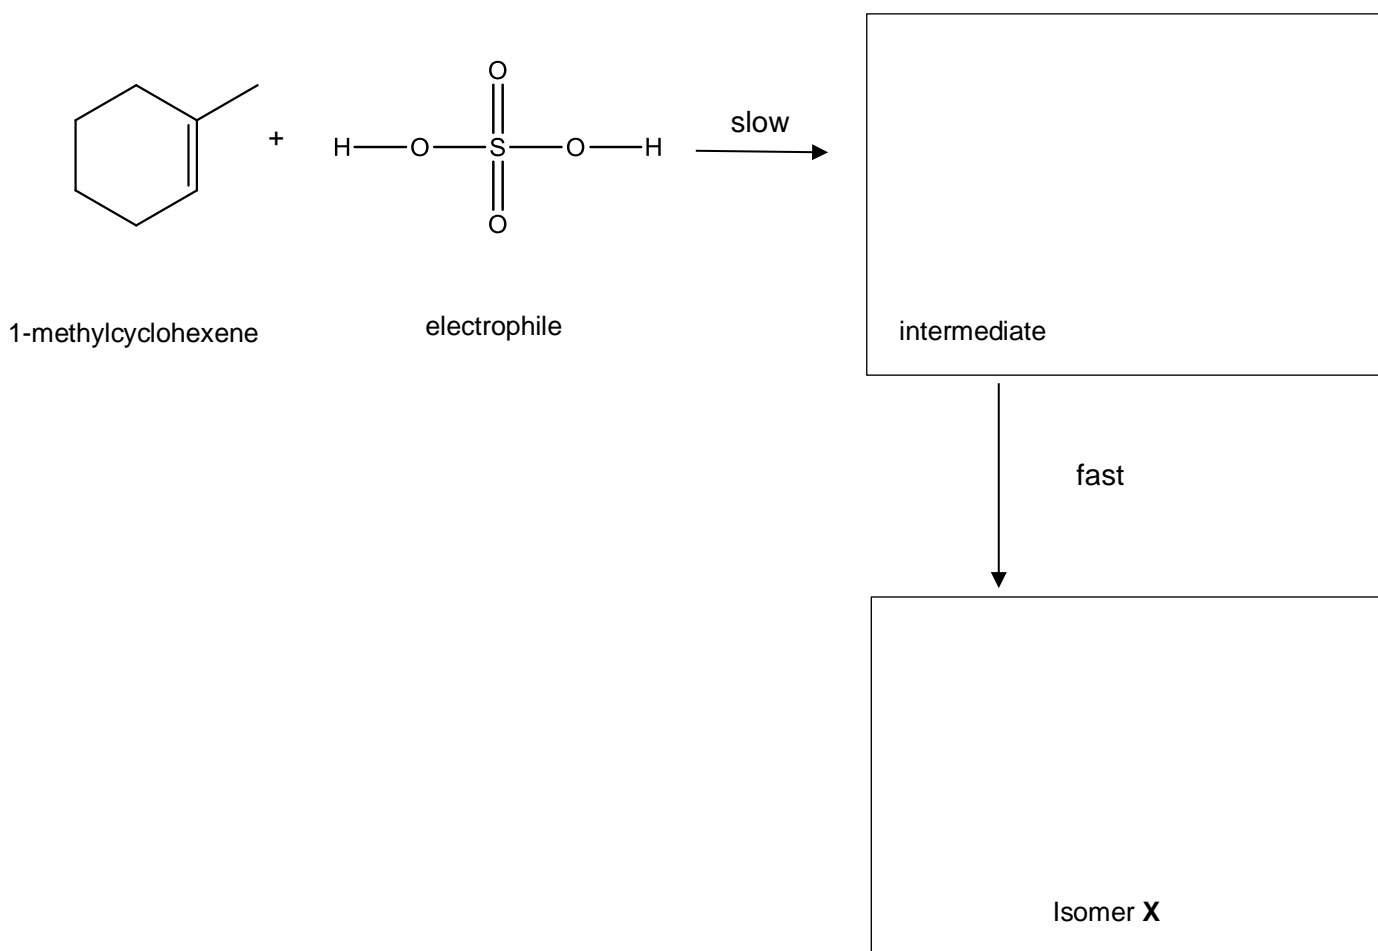 O
slow
+
H O S O H
O
1-methylcyclohexene
electrophile
intermediate
fast
Isomer X